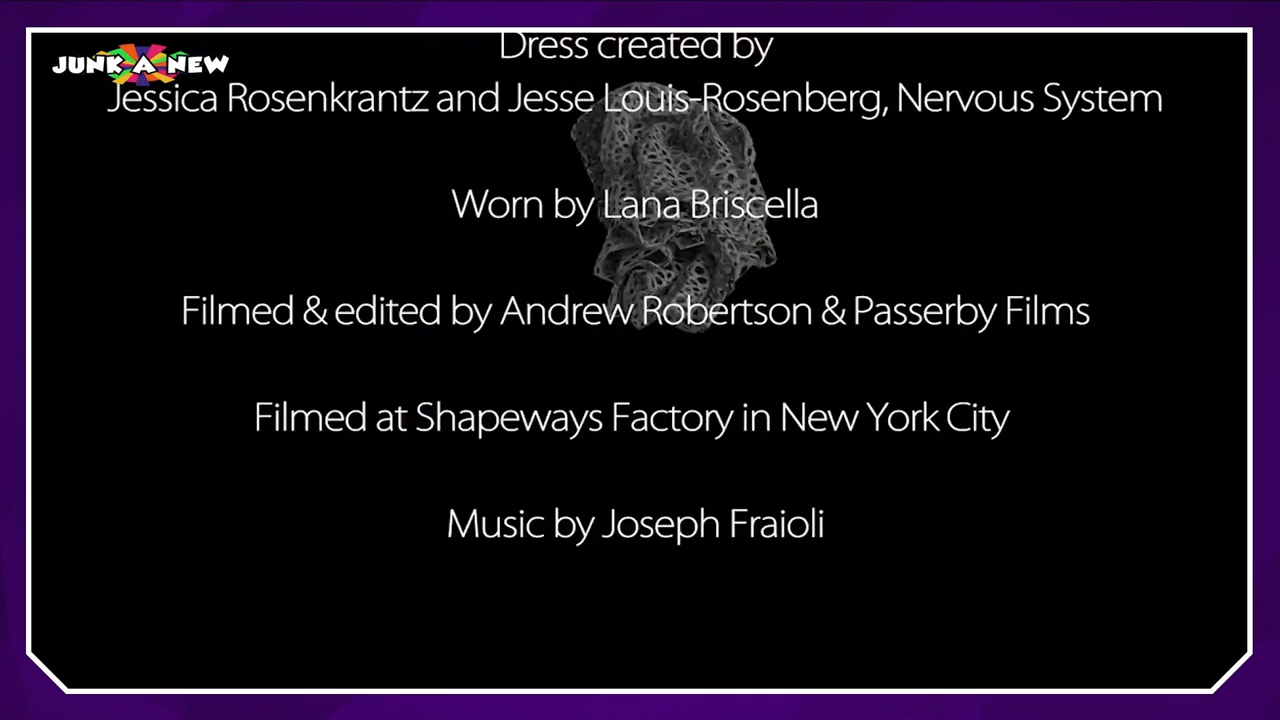 JUNK A NEW
Dress created by
Jessica Rosenkrantz and Jesse Louis-Rosenberg, Nervous System
Worn by Lana Briscella
Filmed & edited by Andrew Robertson & Passerby Films
Filmed at Shapeways Factory in New York City
Music by Joseph Fraioli